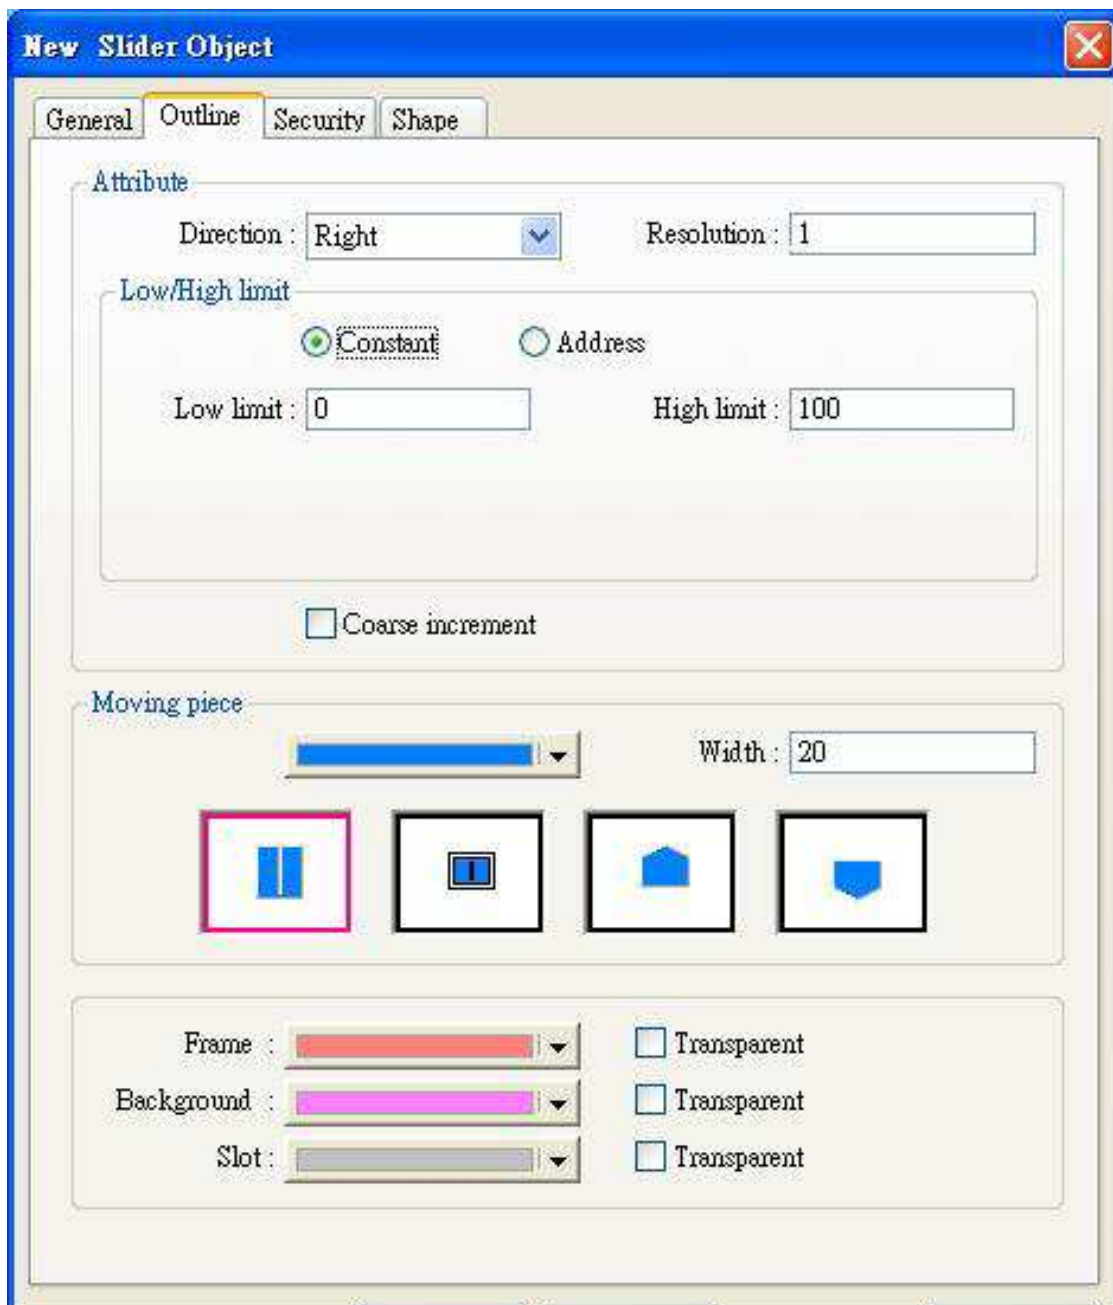 New Slider Object
General Outline Security Shape
Attribute
Direction : Right Resolution : 1
Low/High limit
Constant Address
Low limit : 0 High limit : 100
Coarse increment
Moving piece
Width : 20
Frame : Transparent
Background : Transparent
Slot : Transparent